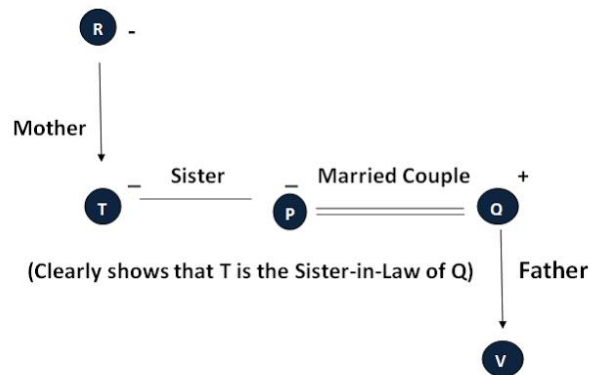 R -
Mother
T – Sister – P Married Couple Q +
(Clearly shows that T is the Sister-in-Law of Q) Father
V